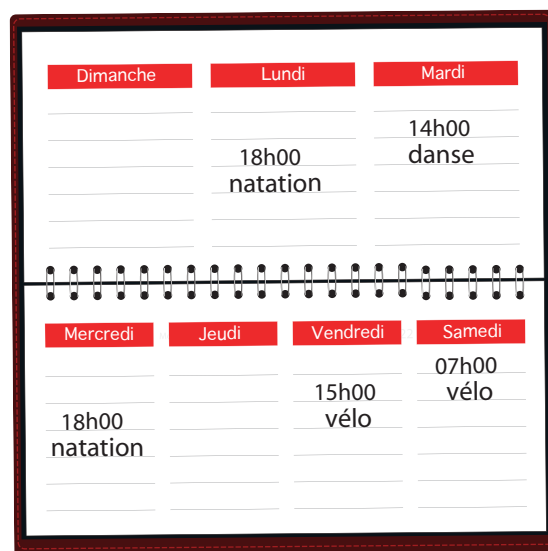 Dimanche
Lundi
Mardi
18h00
natation
14h00
danse
Mercredi
Jeudi
Vendredi
Samedi
18h00
natation
15h00
vélo
07h00
vélo